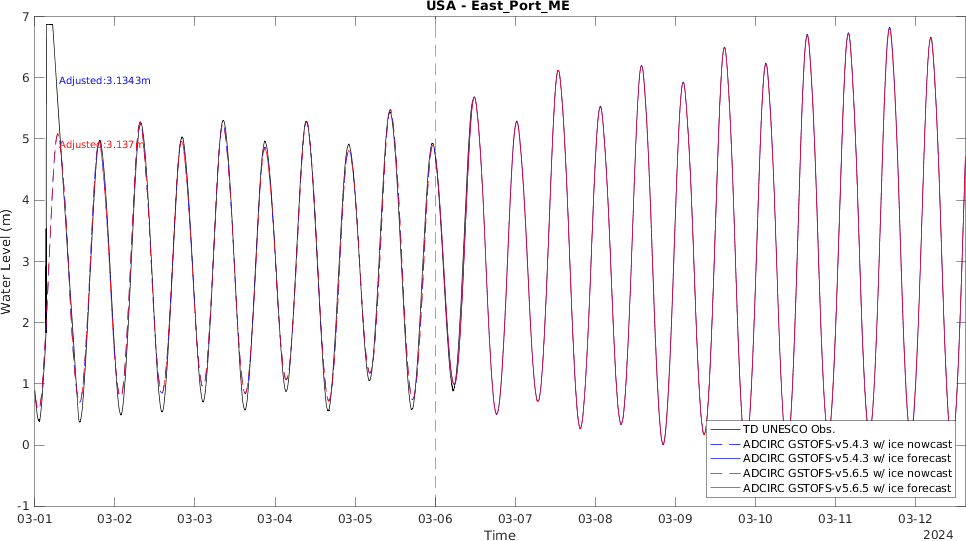 USA - East_Port_ME
7
6
5
4
3
2
1
0
-1
Water Level (m)
Adjusted:3.1343m
Adjusted:3.137m
TD UNESCO Obs.
ADCIRC GSTOFS-v5.4.3 w/ ice nowcast
ADCIRC GSTOFS-v5.4.3 w/ ice forecast
ADCIRC GSTOFS-v5.6.5 w/ ice nowcast
ADCIRC GSTOFS-v5.6.5 w/ ice forecast
03-01 03-02 03-03 03-04 03-05 03-06 03-07 03-08 03-09 03-10 03-11 03-12
Time
2024